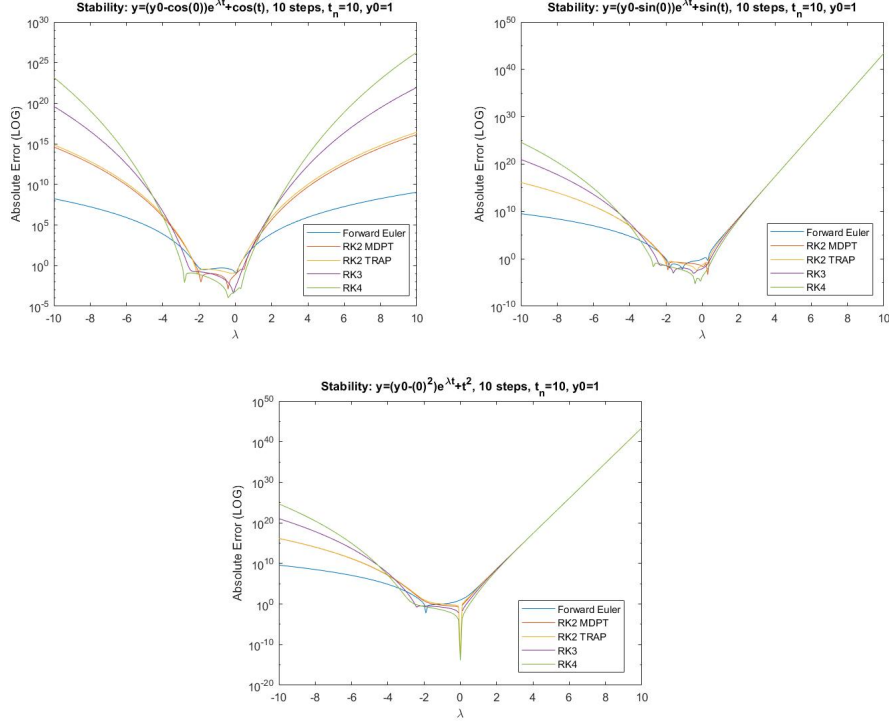 Stability: y=(y0-cos(0))e^λt+cos(t), 10 steps, t_n=10, y0=1
10^30
10^25
10^20
10^15
10^10
10^5
10^0
10^-5
Absolute Error (LOG)
Forward Euler
RK2 MDPT
RK2 TRAP
RK3
RK4
-10 -8 -6 -4 -2 0 2 4 6 8 10
λ
Stability: y=(y0-sin(0))e^λt+sin(t), 10 steps, t_n=10, y0=1
10^50
10^40
10^30
10^20
10^10
10^0
10^-10
Absolute Error (LOG)
Forward Euler
RK2 MDPT
RK2 TRAP
RK3
RK4
-10 -8 -6 -4 -2 0 2 4 6 8 10
λ
Stability: y=(y0-(0)^2)e^λt+t^2, 10 steps, t_n=10, y0=1
10^50
10^40
10^30
10^20
10^10
10^0
10^-10
10^-20
Absolute Error (LOG)
Forward Euler
RK2 MDPT
RK2 TRAP
RK3
RK4
-10 -8 -6 -4 -2 0 2 4 6 8 10
λ